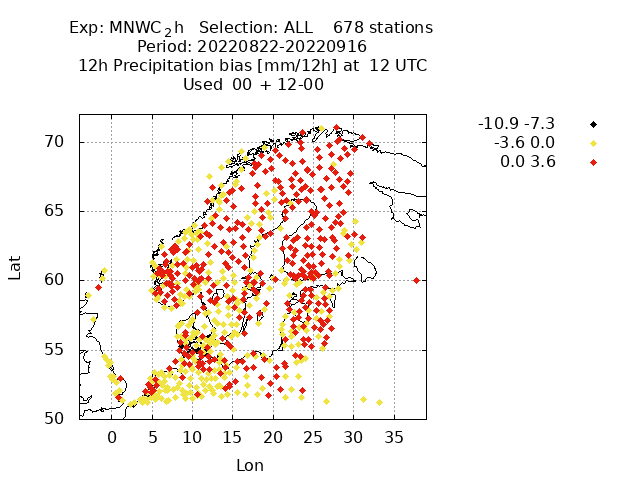 Exp: MNWC_2h Selection: ALL 678 stations
Period: 20220822-20220916
12h Precipitation bias [mm/12h] at 12 UTC
Used 00 + 12-00
-10.9 -7.3
-3.6 0.0
0.0 3.6
70
65
60
55
50
Lat
0 5 10 15 20 25 30 35
Lon